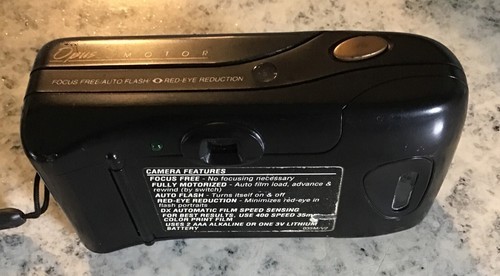 Opus MOTOR
FOCUS FREE·AUTO FLASH RED-EYE REDUCTION
CAMERA FEATURES
FOCUS FREE - No focusing necessary
FULLY MOTORIZED - Auto film load, advance &
rewind (by switch)
AUTO FLASH - Turns itself on & off
RED-EYE REDUCTION - Minimizes red-eye in
flash portraits
DX AUTOMATIC FILM SPEED SENSING
FOR BEST RESULTS, USE 400 SPEED 35mm
COLOR PRINT FILM
USES 2 AAA ALKALINE OR ONE 3V LITHIUM
BATTERY